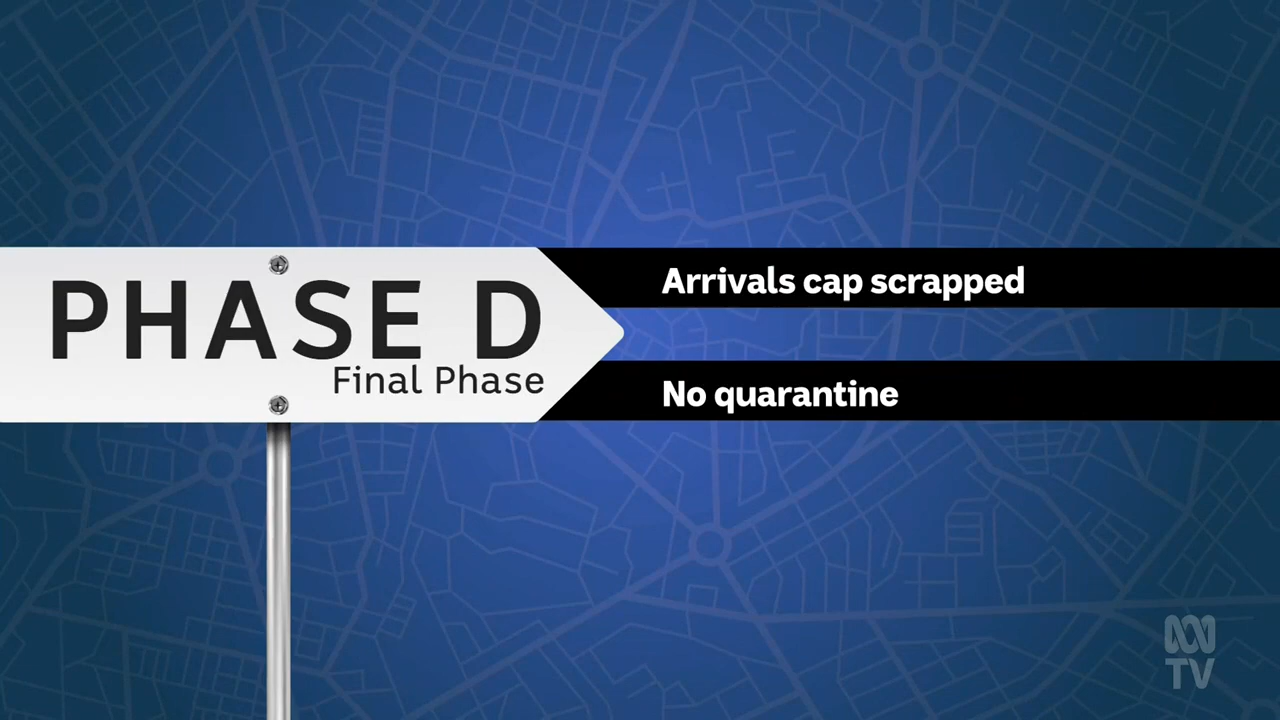 PHASE D
Final Phase
Arrivals cap scrapped
No quarantine
TV